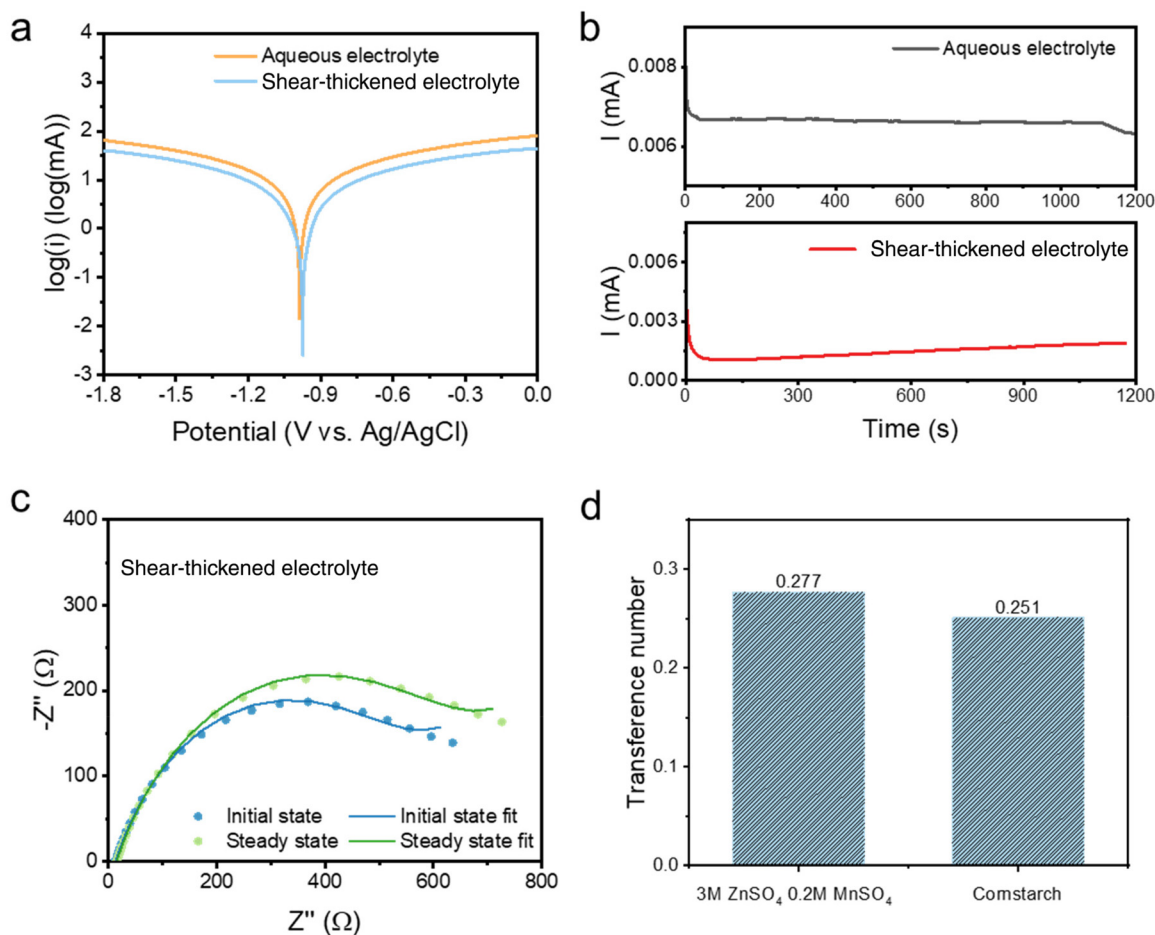 a
Aqueous electrolyte
Shear-thickened electrolyte
4
3
2
1
0
-1
-2
-3
log(i) (log(mA))
-1.8
-1.5
-1.2
-0.9
-0.6
-0.3
0.0
Potential (V vs. Ag/AgCl)
b
Aqueous electrolyte
0.008
0.006
I (mA)
0
200
400
600
800
1000
1200
Shear-thickened electrolyte
0.006
0.003
0.000
I (mA)
0
300
600
900
1200
Time (s)
c
Shear-thickened electrolyte
400
300
200
100
0
-Z'' (Ω)
Initial state
Initial state fit
Steady state
Steady state fit
0
200
400
600
800
Z'' (Ω)
d
0.3
0.2
0.1
0.0
Transference number
0.277
0.251
3M ZnSO₄ 0.2M MnSO₄
Cornstarch